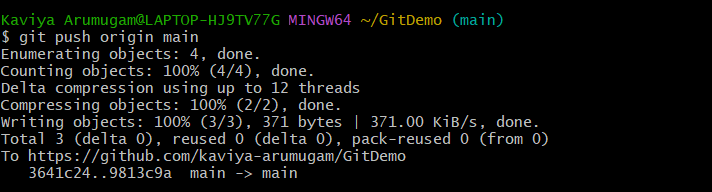 Kaviya Arumugam@LAPTOP-HJ9TV77G MINGW64 ~/GitDemo (main)
$ git push origin main
Enumerating objects: 4, done.
Counting objects: 100% (4/4), done.
Delta compression using up to 12 threads
Compressing objects: 100% (2/2), done.
Writing objects: 100% (3/3), 371 bytes | 371.00 KiB/s, done.
Total 3 (delta 0), reused 0 (delta 0), pack-reused 0 (from 0)
To https://github.com/kaviya-arumugam/GitDemo
   3641c24..9813c9a  main -> main